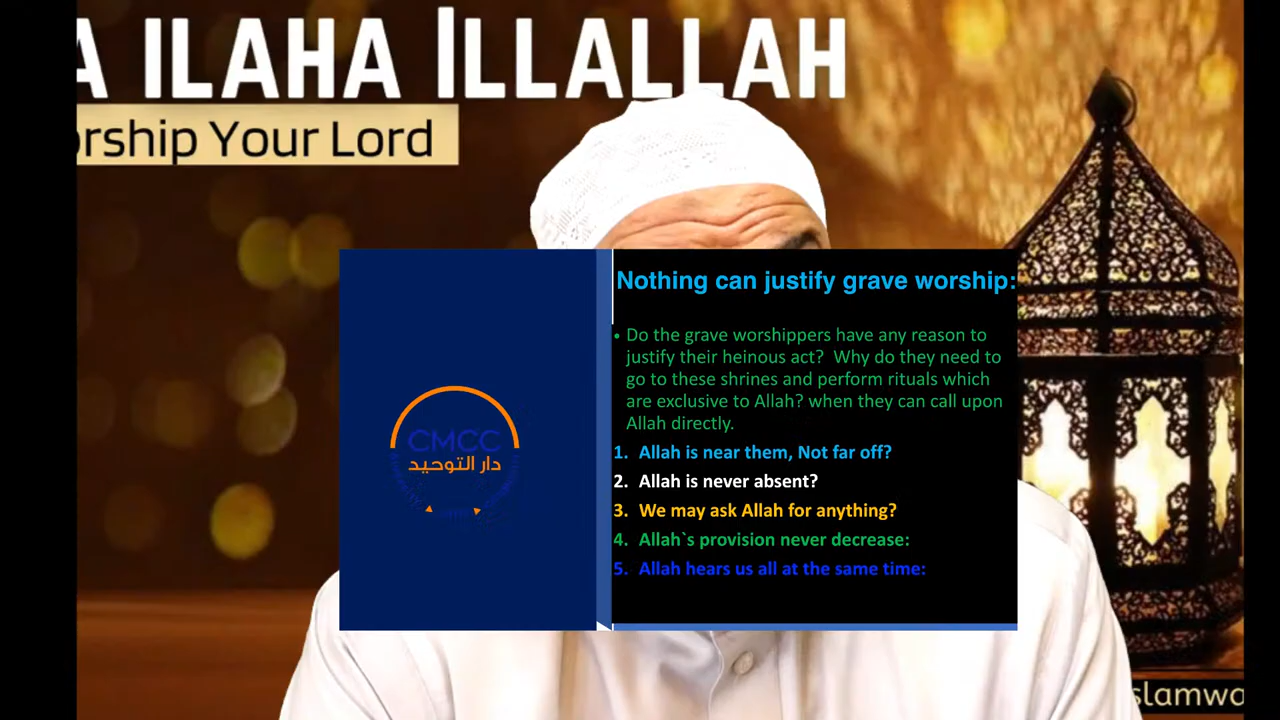 A ILAHA ILLALLAH
orship Your Lord
Nothing can justify grave worship:
• Do the grave worshippers have any reason to
justify their heinous act? Why do they need to
go to these shrines and perform rituals which
are exclusive to Allah? when they can call upon
Allah directly.
1. Allah is near them, Not far off?
2. Allah is never absent?
3. We may ask Allah for anything?
4. Allah`s provision never decrease:
5. Allah hears us all at the same time:
CMCC
دار التوحيد
slamwa